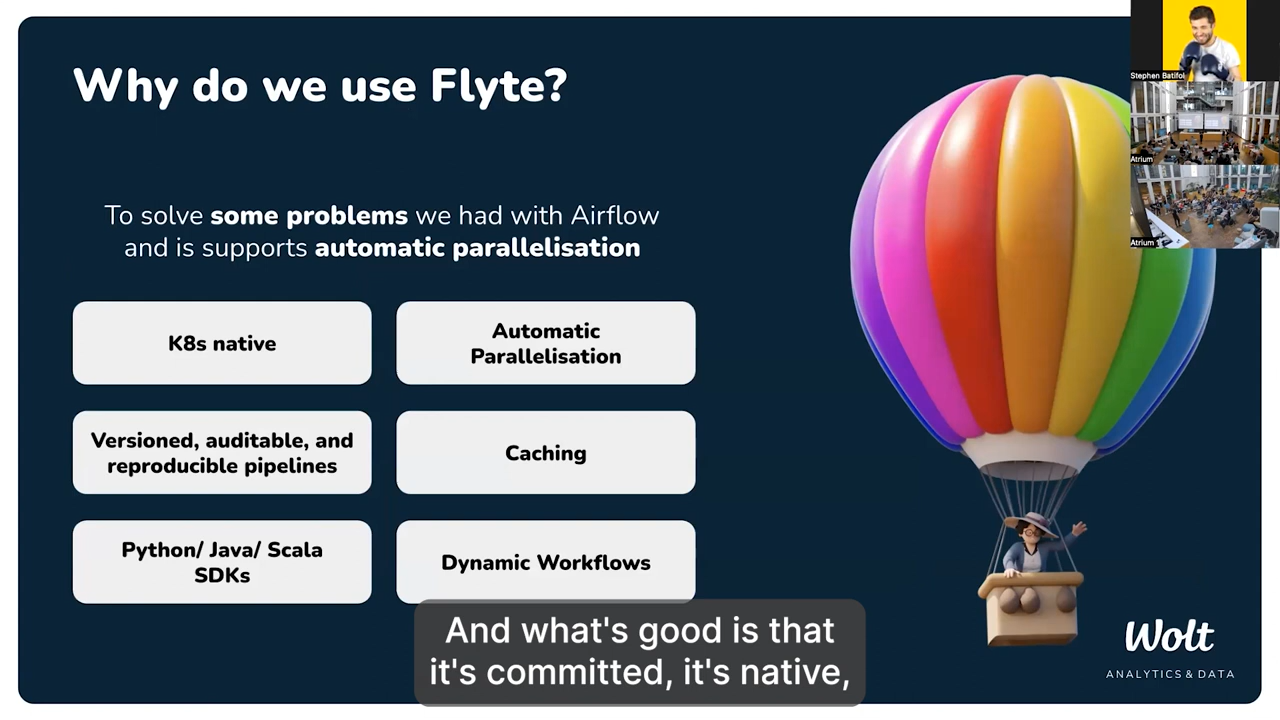 Why do we use Flyte?
To solve some problems we had with Airflow
and is supports automatic parallelisation
K8s native
Automatic
Parallelisation
Versioned, auditable, and
reproducible pipelines
Caching
Python/ Java/ Scala
SDKs
Dynamic Workflows
And what's good is that
it's committed, it's native,
Wolt
ANALYTICS & DATA
Stephen Batifol
Atrium
Atrium 1